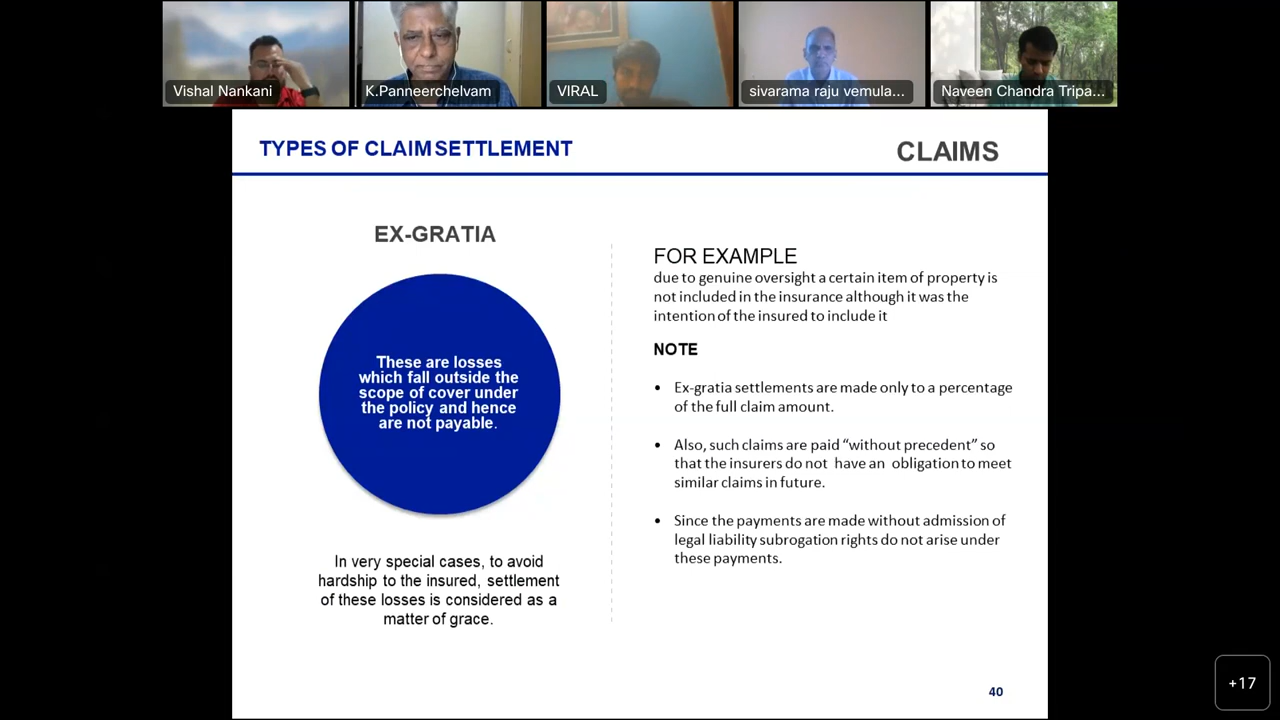 Vishal Nankani
K.Panneerchelvam
VIRAL
sivarama raju vemula...
Naveen Chandra Tripa...
TYPES OF CLAIM SETTLEMENT
CLAIMS
EX-GRATIA
These are losses
which fall outside the
scope of cover under
the policy and hence
are not payable.
In very special cases, to avoid
hardship to the insured, settlement
of these losses is considered as a
matter of grace.
FOR EXAMPLE
due to genuine oversight a certain item of property is
not included in the insurance although it was the
intention of the insured to include it
NOTE
• Ex-gratia settlements are made only to a percentage
of the full claim amount.
• Also, such claims are paid “without precedent” so
that the insurers do not have an obligation to meet
similar claims in future.
• Since the payments are made without admission of
legal liability subrogation rights do not arise under
these payments.
40
+17